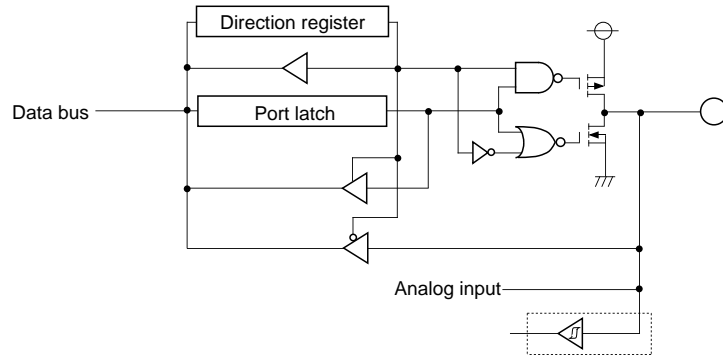 Direction register
Data bus
Port latch
Analog input